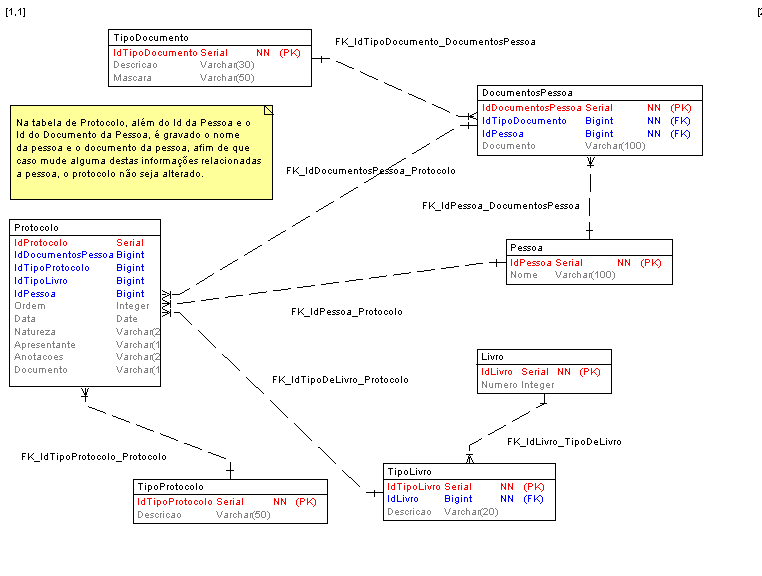 [1,1]
[2
TipoDocumento
IdTipoDocumento Serial NN (PK)
Descricao Varchar(30)
Mascara Varchar(50)
FK_IdTipoDocumento_DocumentosPessoa
DocumentosPessoa
IdDocumentosPessoa Serial NN (PK)
IdTipoDocumento Bigint NN (FK)
IdPessoa Bigint NN (FK)
Documento Varchar(100)
Na tabela de Protocolo, além do Id da Pessoa e o
Id do Documento da Pessoa, é gravado o nome
da pessoa e o documento da pessoa, afim de que
caso mude alguma destas informações relacionadas
a pessoa, o protocolo não seja alterado.
FK_IdDocumentosPessoa_Protocolo
FK_IdPessoa_DocumentosPessoa
Protocolo
IdProtocolo Serial
IdDocumentosPessoa Bigint
IdTipoProtocolo Bigint
IdTipoLivro Bigint
IdPessoa Bigint
Ordem Integer
Data Date
Natureza Varchar(2
Apresentante Varchar(1
Anotacoes Varchar(2
Documento Varchar(1
Pessoa
IdPessoa Serial NN (PK)
Nome Varchar(100)
FK_IdPessoa_Protocolo
Livro
IdLivro Serial NN (PK)
Numero Integer
FK_IdTipoDeLivro_Protocolo
FK_IdLivro_TipoDeLivro
FK_IdTipoProtocolo_Protocolo
TipoLivro
IdTipoLivro Serial NN (PK)
IdLivro Bigint NN (FK)
Descricao Varchar(20)
TipoProtocolo
IdTipoProtocolo Serial NN (PK)
Descricao Varchar(50)